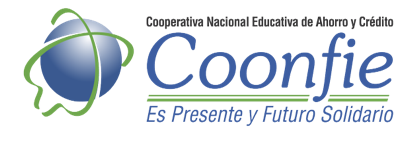 Cooperativa Nacional Educativa de Ahorro y Crédito
Coonfie
Es Presente y Futuro Solidario